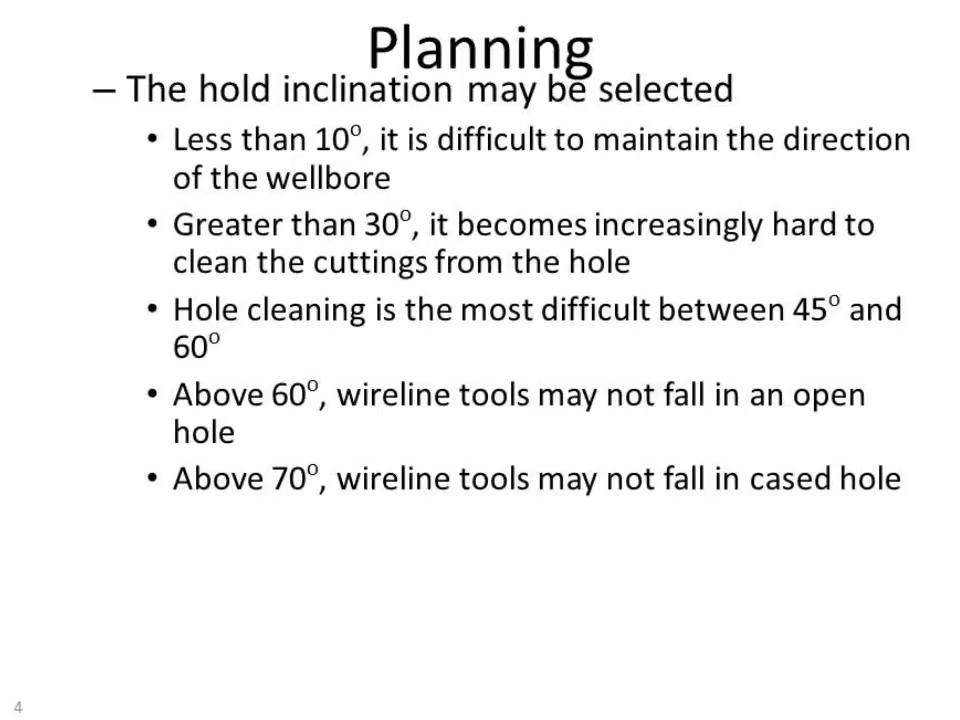 Planning
– The hold inclination may be selected
• Less than 10º, it is difficult to maintain the direction
of the wellbore
• Greater than 30º, it becomes increasingly hard to
clean the cuttings from the hole
• Hole cleaning is the most difficult between 45º and
60º
• Above 60º, wireline tools may not fall in an open
hole
• Above 70º, wireline tools may not fall in cased hole
4